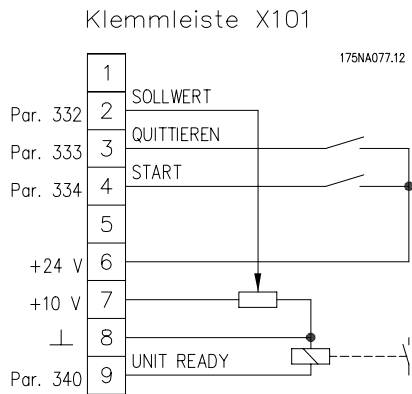 Klemmleiste X101
175NA077.12
1
Par. 332 2 SOLLWERT
Par. 333 3 QUITTIEREN
Par. 334 4 START
5
+24 V 6
+10 V 7
⊥ 8
Par. 340 9 UNIT READY